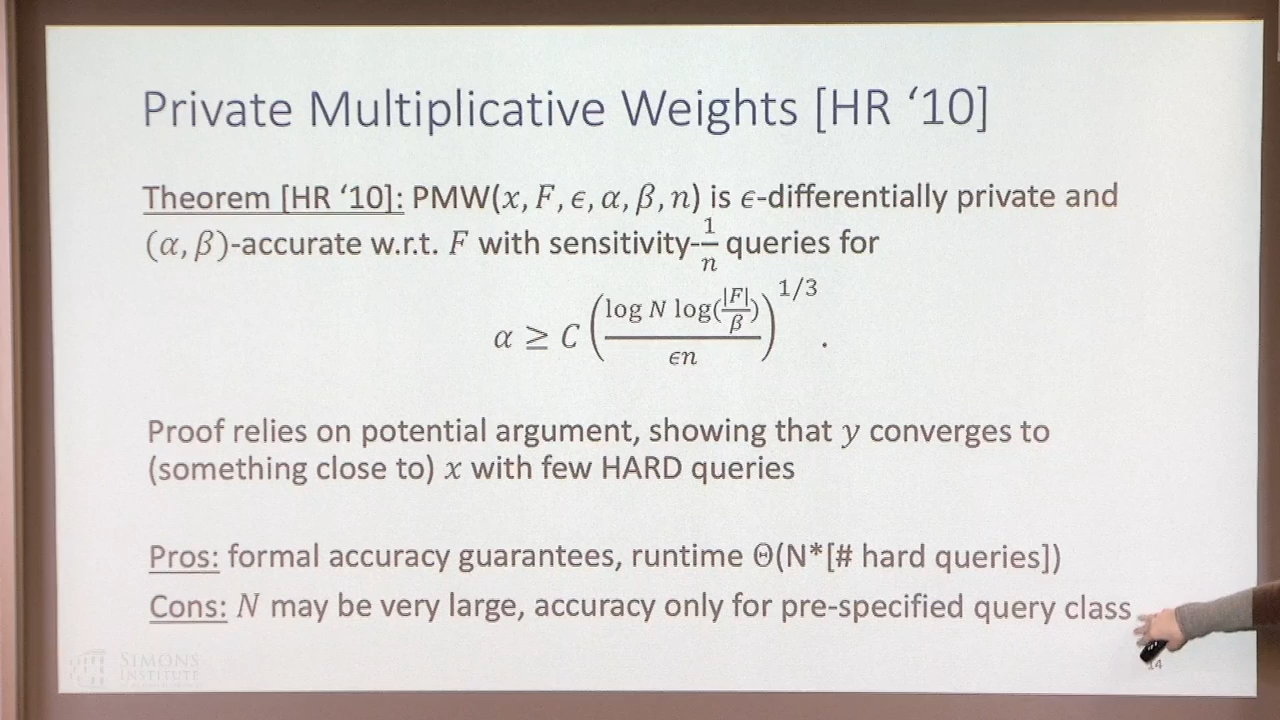 Private Multiplicative Weights [HR ‘10]
Theorem [HR ‘10]: PMW(x, F, ϵ, α, β, n) is ϵ-differentially private and
(α, β)-accurate w.r.t. F with sensitivity-1/n queries for
α ≥ C (log N log(|F|/β) / ϵn)^1/3 .
Proof relies on potential argument, showing that y converges to
(something close to) x with few HARD queries
Pros: formal accuracy guarantees, runtime Θ(N*[# hard queries])
Cons: N may be very large, accuracy only for pre-specified query class
SIMONS
INSTITUTE
14